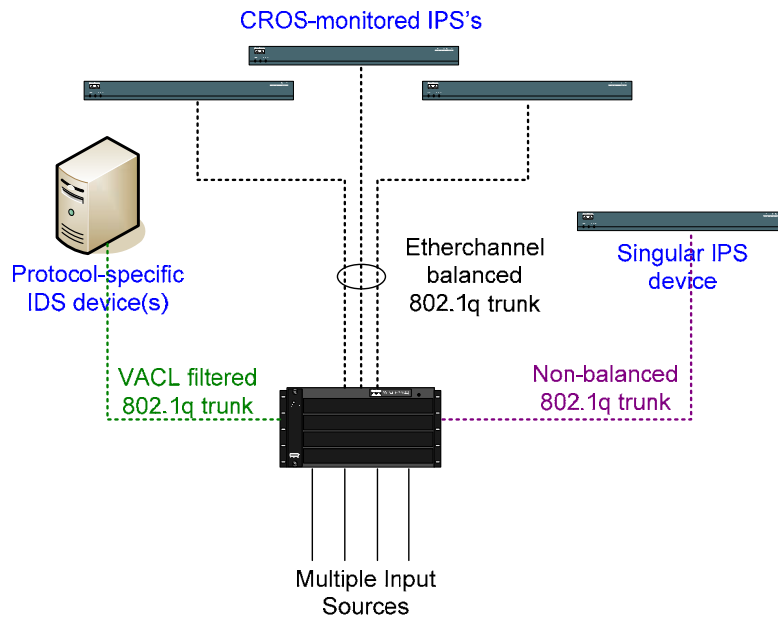 CROS-monitored IPS's
Protocol-specific
IDS device(s)
Etherchannel
balanced
802.1q trunk
Singular IPS
device
VACL filtered
802.1q trunk
Non-balanced
802.1q trunk
Multiple Input
Sources